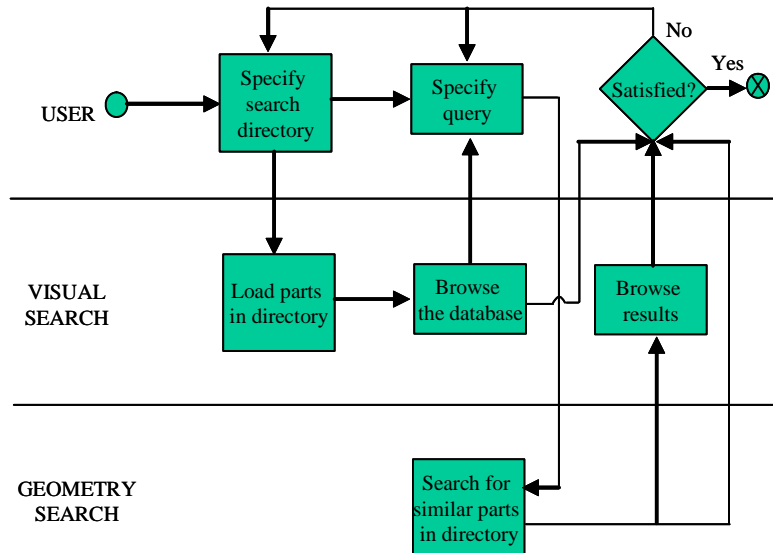 No
Yes
USER
Specify
search
directory
Specify
query
Satisfied?
X
VISUAL
SEARCH
Load parts
in directory
Browse
the database
Browse
results
GEOMETRY
SEARCH
Search for
similar parts
in directory